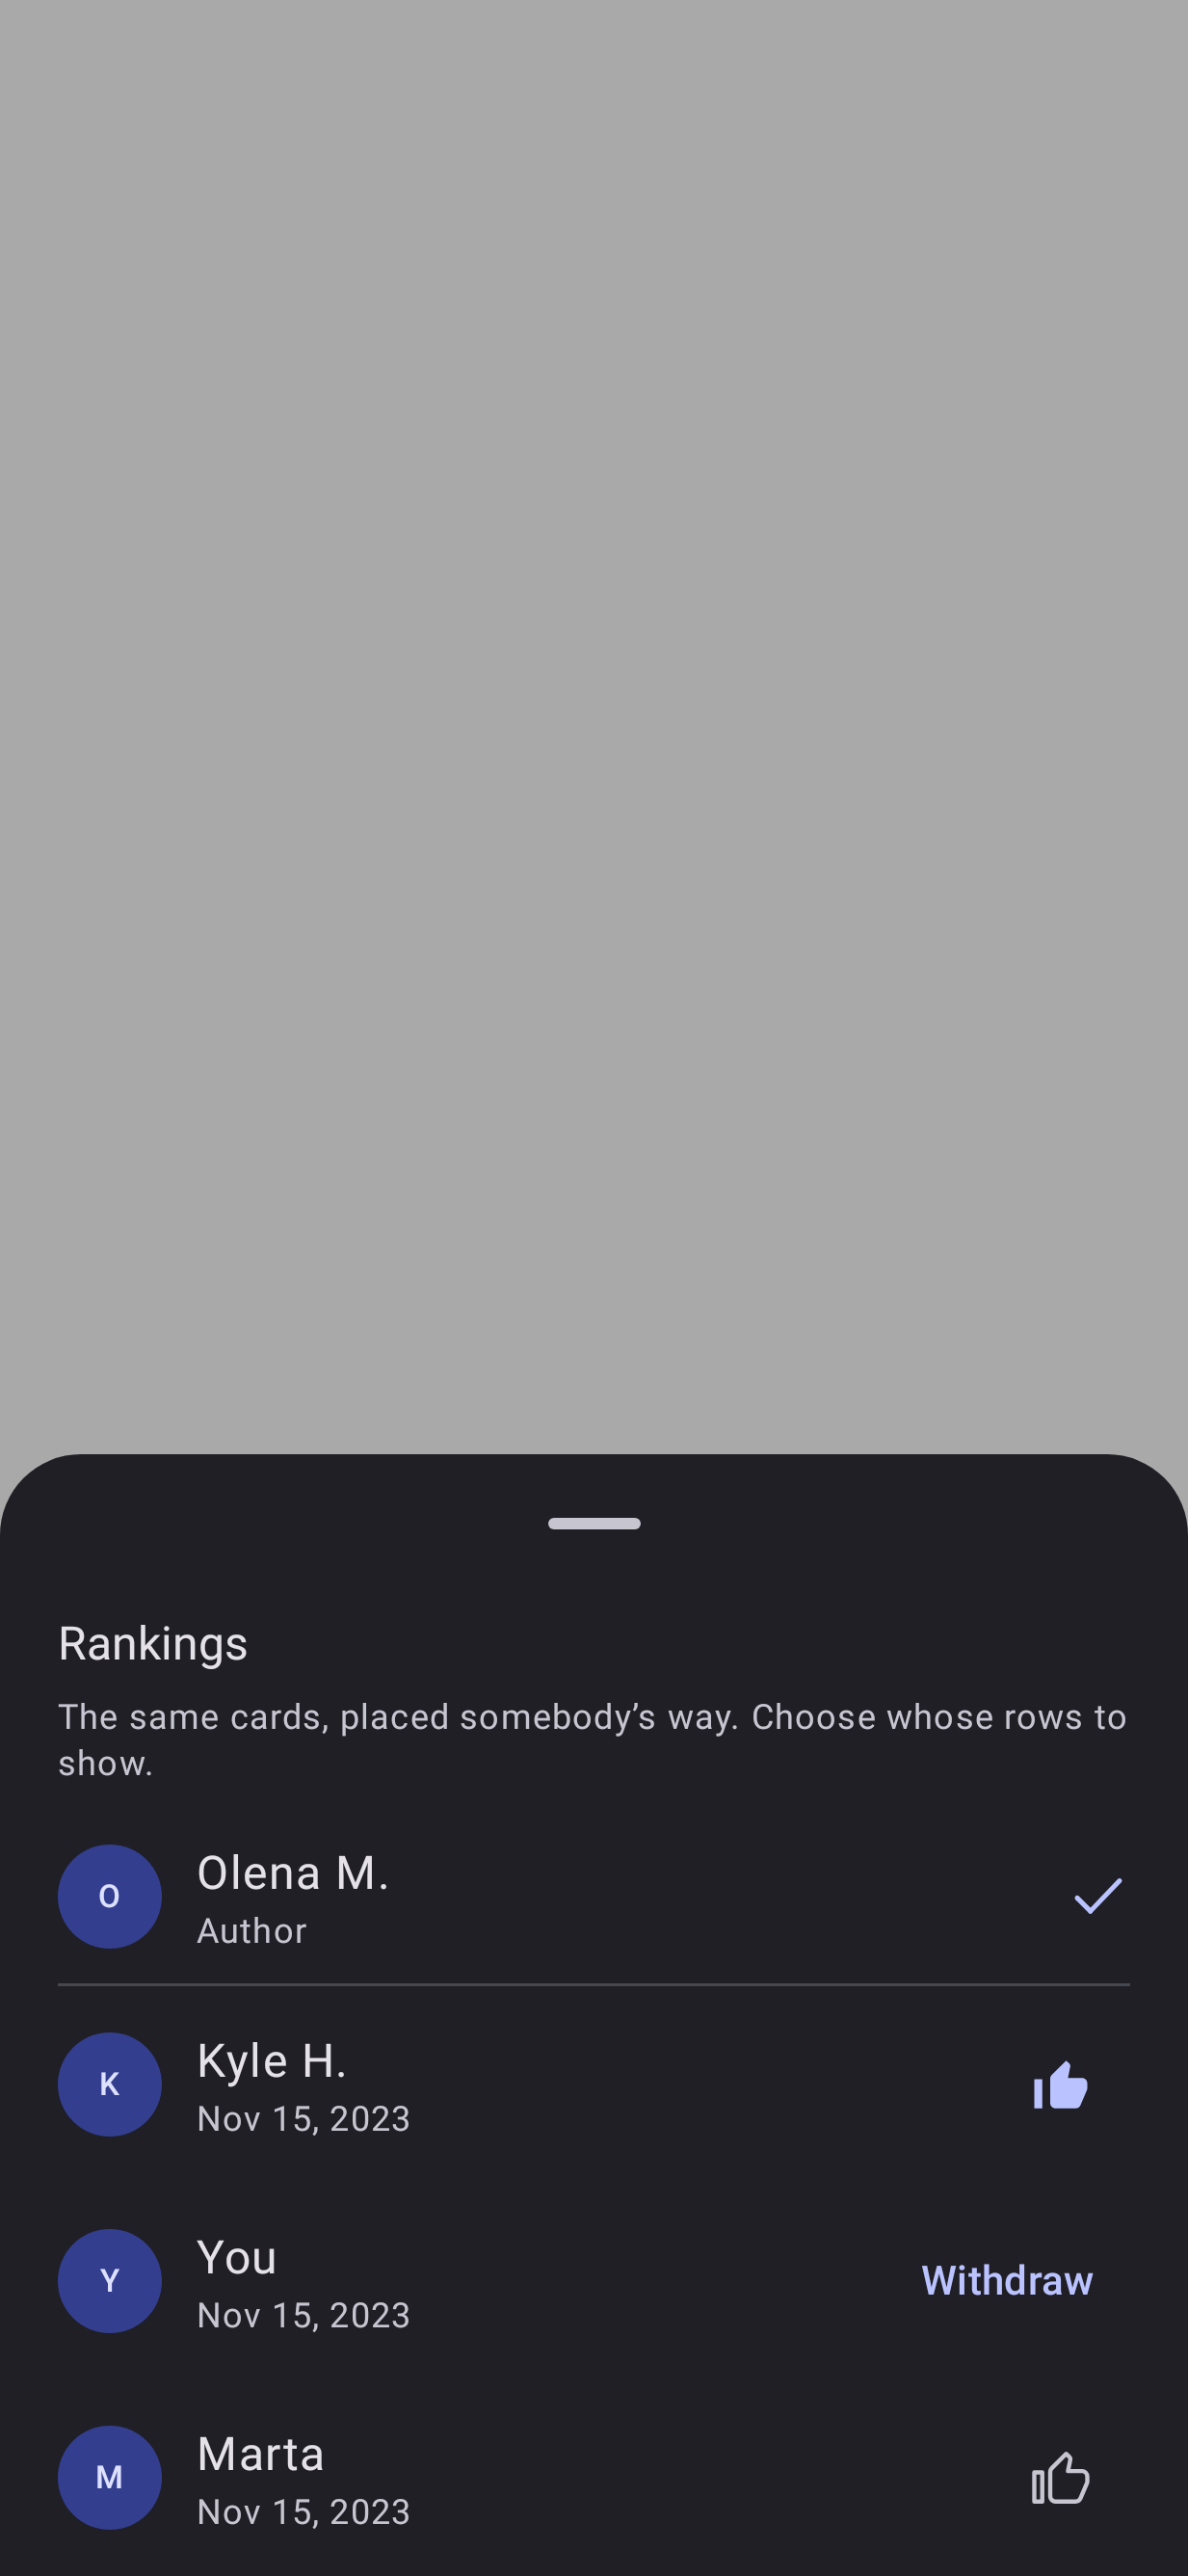 Rankings
The same cards, placed somebody’s way. Choose whose rows to
show.
O
Olena M.
Author
K
Kyle H.
Nov 15, 2023
Y
You
Nov 15, 2023
Withdraw
M
Marta
Nov 15, 2023